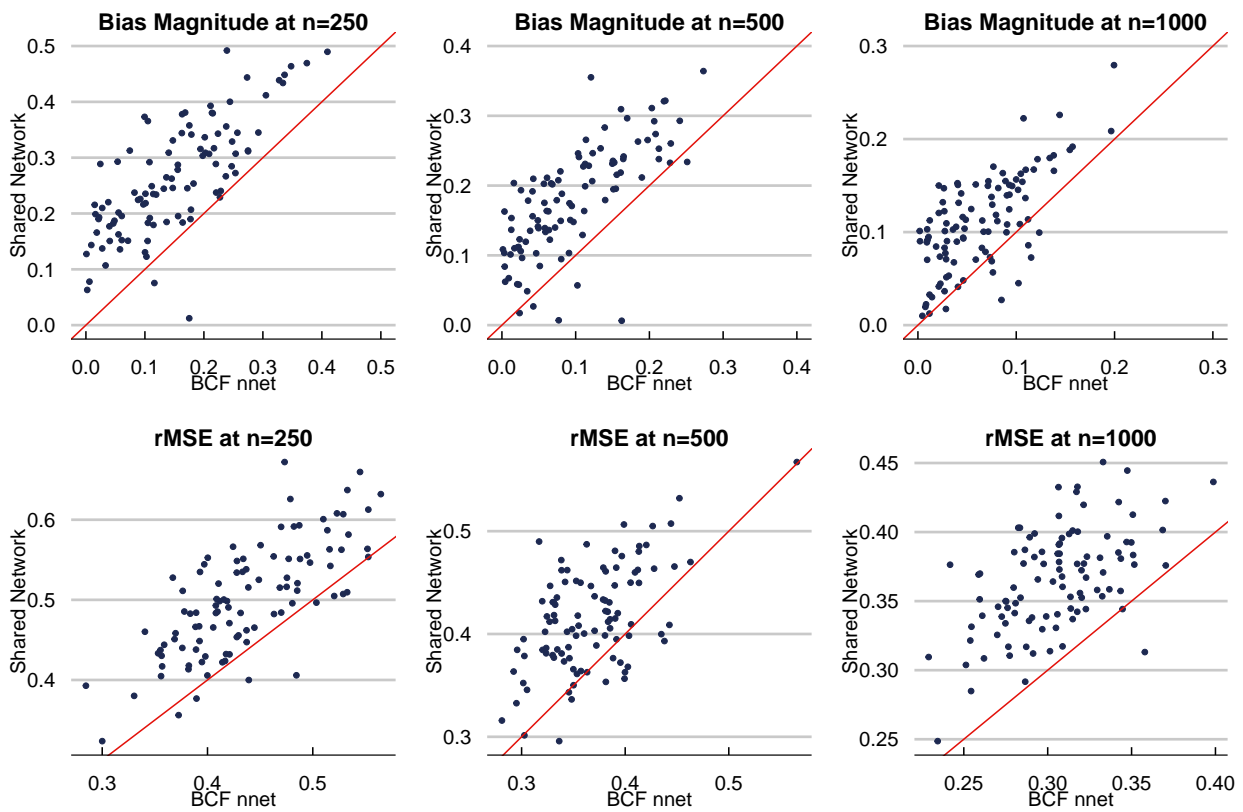 Bias Magnitude at n=250
Bias Magnitude at n=500
Bias Magnitude at n=1000
Shared Network
0.5
0.4
0.3
0.2
0.1
0.0
0.0 0.1 0.2 0.3 0.4 0.5
BCF nnet
Shared Network
0.4
0.3
0.2
0.1
0.0
0.0 0.1 0.2 0.3 0.4
BCF nnet
Shared Network
0.3
0.2
0.1
0.0
0.0 0.1 0.2 0.3
BCF nnet
rMSE at n=250
rMSE at n=500
rMSE at n=1000
Shared Network
0.6
0.5
0.4
0.3 0.4 0.5
BCF nnet
Shared Network
0.5
0.4
0.3
0.3 0.4 0.5
BCF nnet
Shared Network
0.45
0.40
0.35
0.30
0.25
0.25 0.30 0.35 0.40
BCF nnet